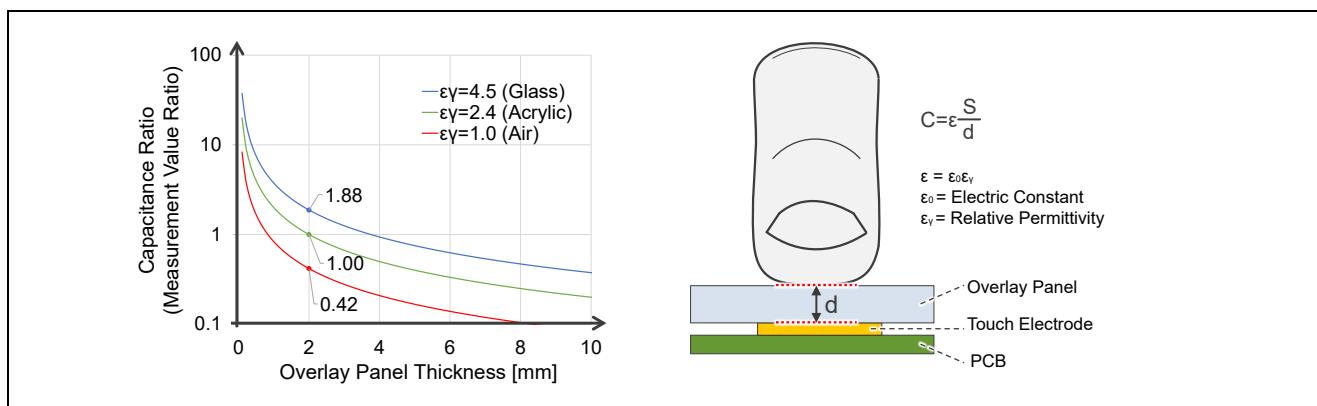 Capacitance Ratio
(Measurement Value Ratio)
100
10
1
0.1
εγ=4.5 (Glass)
εγ=2.4 (Acrylic)
εγ=1.0 (Air)
1.88
1.00
0.42
0 2 4 6 8 10
Overlay Panel Thickness [mm]
C=ε S/d
ε = ε₀εᵧ
ε₀ = Electric Constant
εᵧ = Relative Permittivity
d
Overlay Panel
Touch Electrode
PCB